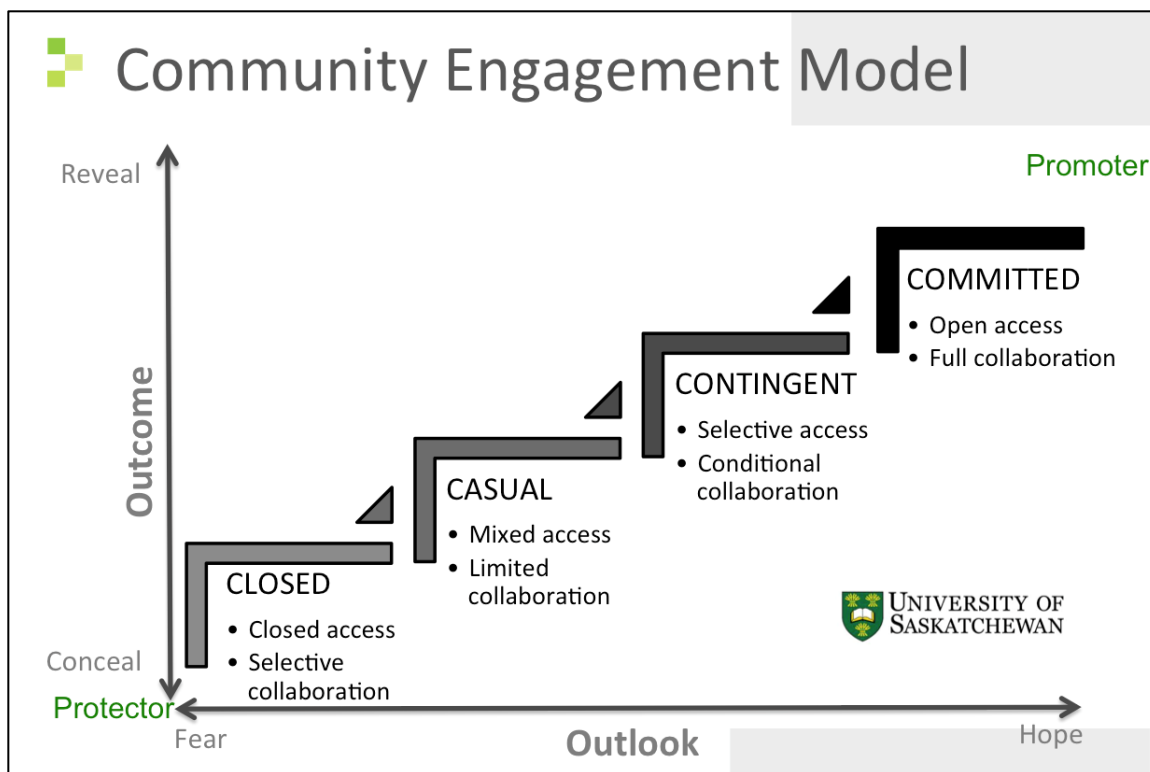 Community Engagement Model
Reveal
Promoter
COMMITTED
• Open access
• Full collaboration
CONTINGENT
• Selective access
• Conditional
collaboration
Outcome
CASUAL
• Mixed access
• Limited
collaboration
CLOSED
• Closed access
• Selective
collaboration
UNIVERSITY OF
SASKATCHEWAN
Conceal
Protector
Fear
Outlook
Hope